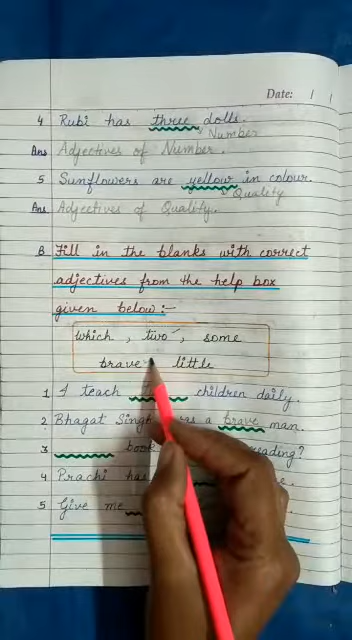 Date: / /
4 Rubi has three dolls.
Number
Ans Adjectives of Number.
5 Sunflowers are yellow in colour.
Quality
Ans Adjectives of Quality.
B Fill in the blanks with correct
adjectives from the help box
given below:-
which, two, some
brave little
1 I teach children daily.
2 Bhagat Singh was a brave man.
3 book
4 Prachi has
5 Give me